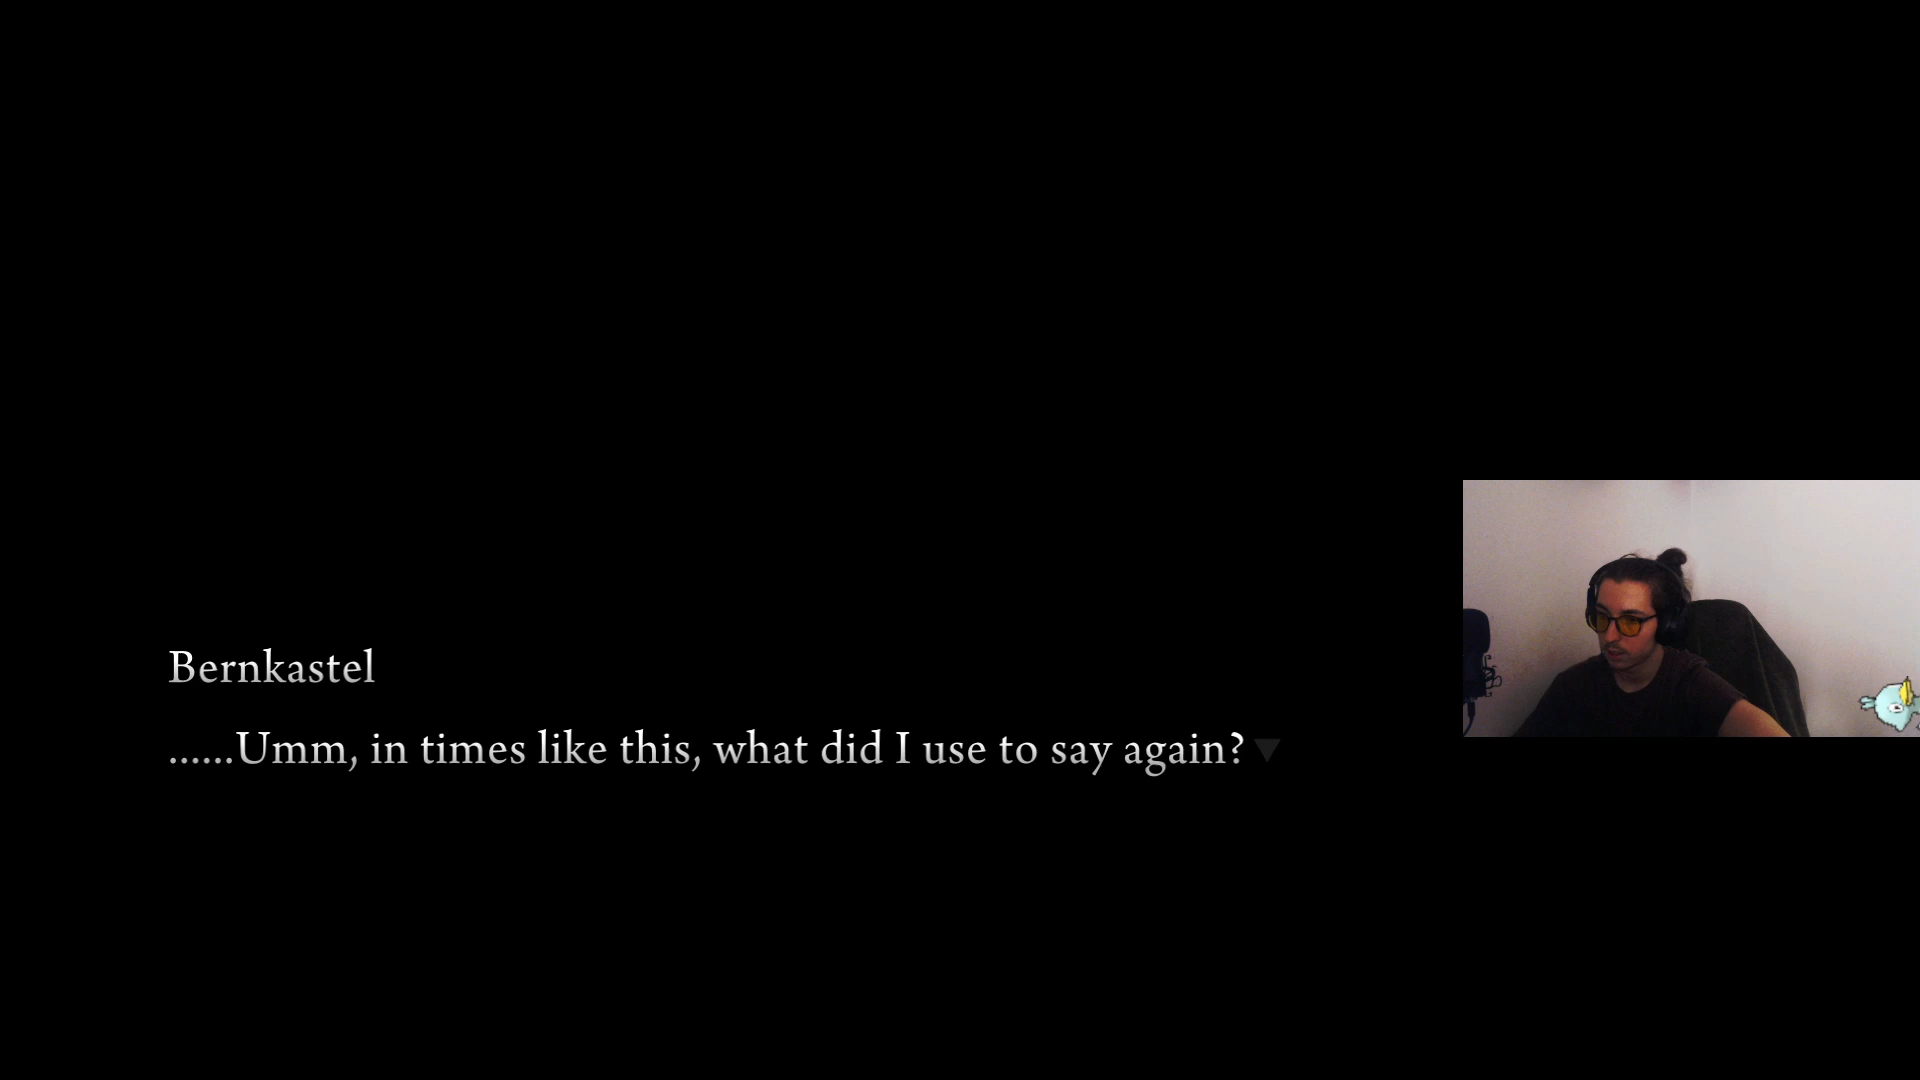 Bernkastel
......Umm, in times like this, what did I use to say again?